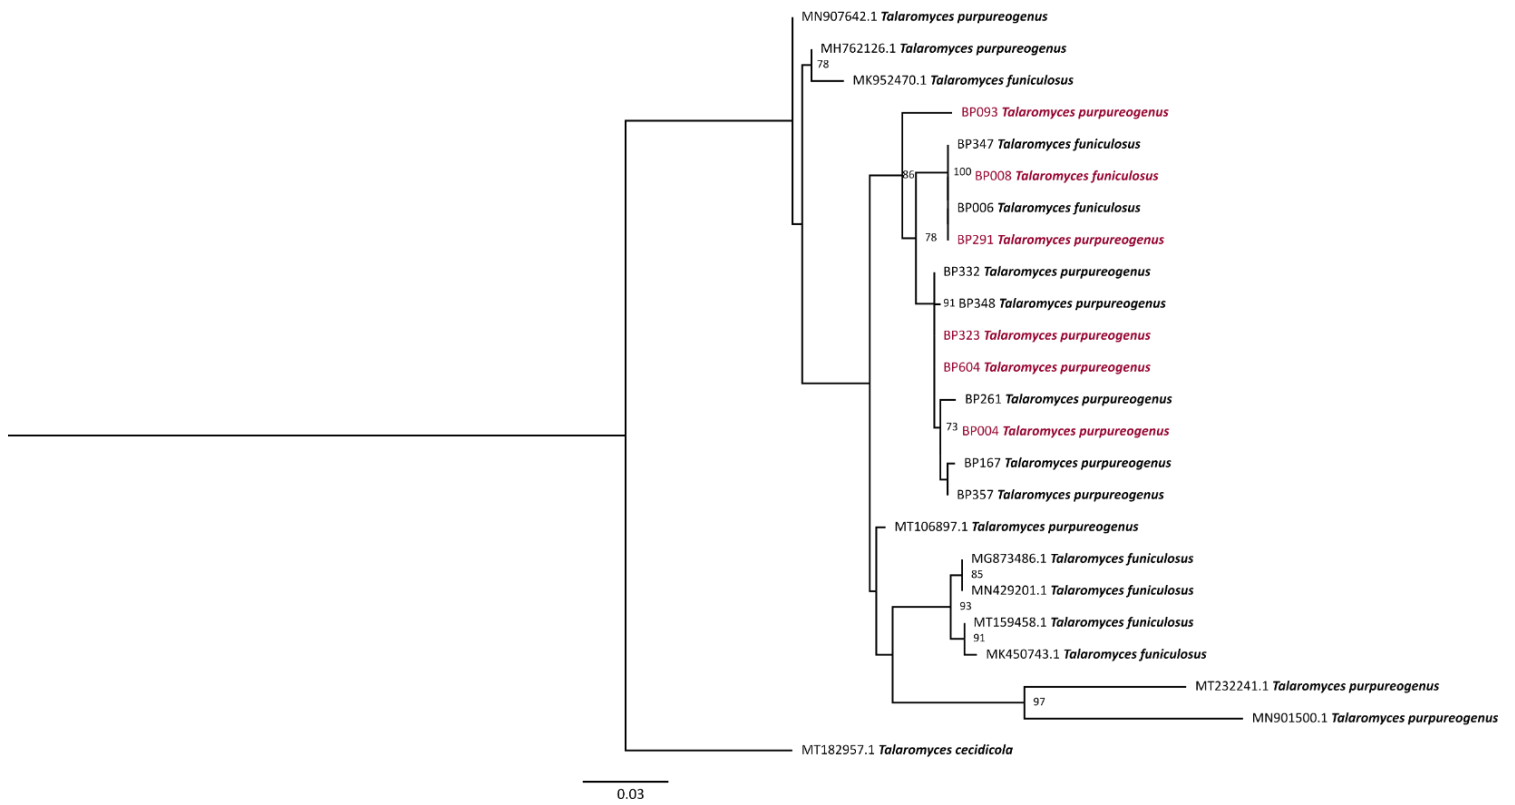 MN907642.1 Talaromyces purpureogenus
MH762126.1 Talaromyces purpureogenus
78
MK952470.1 Talaromyces funiculosus
BP093 Talaromyces purpureogenus
BP347 Talaromyces funiculosus
86
100 BP008 Talaromyces funiculosus
BP006 Talaromyces funiculosus
78 BP291 Talaromyces purpureogenus
BP332 Talaromyces purpureogenus
91 BP348 Talaromyces purpureogenus
BP323 Talaromyces purpureogenus
BP604 Talaromyces purpureogenus
BP261 Talaromyces purpureogenus
73 BP004 Talaromyces purpureogenus
BP167 Talaromyces purpureogenus
BP357 Talaromyces purpureogenus
MT106897.1 Talaromyces purpureogenus
MG873486.1 Talaromyces funiculosus
85
MN429201.1 Talaromyces funiculosus
93
MT159458.1 Talaromyces funiculosus
91
MK450743.1 Talaromyces funiculosus
MT232241.1 Talaromyces purpureogenus
97
MN901500.1 Talaromyces purpureogenus
MT182957.1 Talaromyces cecidicola
0.03